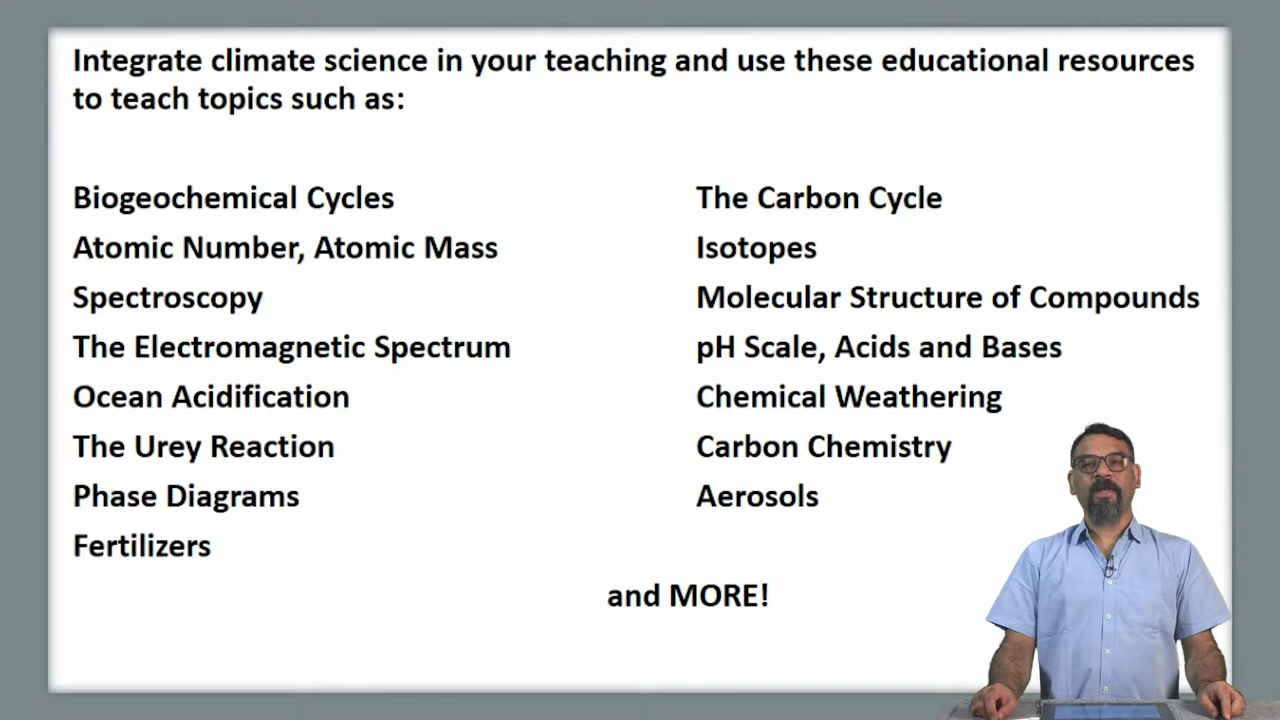 Integrate climate science in your teaching and use these educational resources
to teach topics such as:
Biogeochemical Cycles
Atomic Number, Atomic Mass
Spectroscopy
The Electromagnetic Spectrum
Ocean Acidification
The Urey Reaction
Phase Diagrams
Fertilizers
The Carbon Cycle
Isotopes
Molecular Structure of Compounds
pH Scale, Acids and Bases
Chemical Weathering
Carbon Chemistry
Aerosols
and MORE!